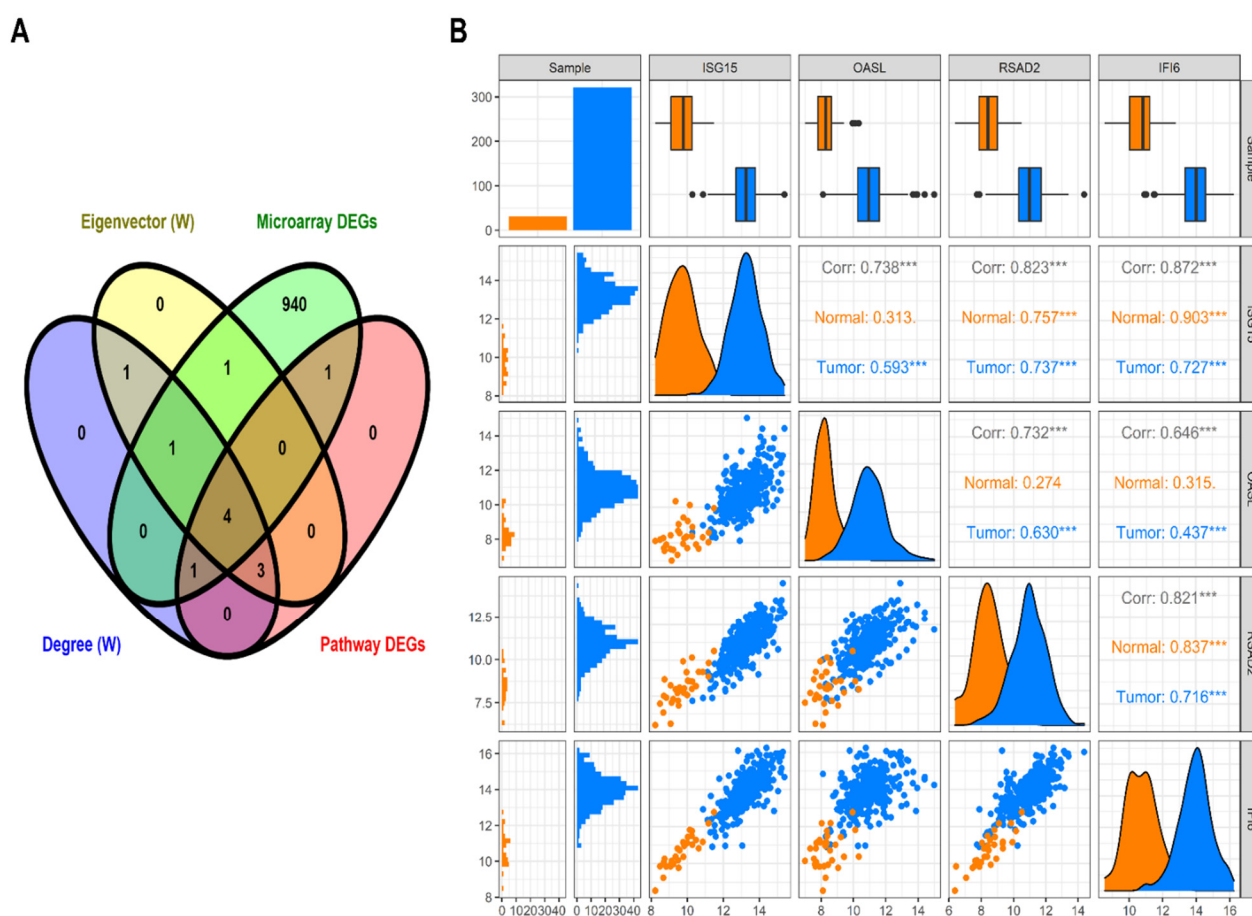 A
B
Eigenvector (W)
Microarray DEGs
0
940
1
1
1
0
1
0
0
0
4
0
1
3
0
Degree (W)
Pathway DEGs
Sample
ISG15
OASL
RSAD2
IFI6
300
200
100
0
Sample
14
12
10
8
Corr: 0.738***
Normal: 0.313.
Tumor: 0.593***
Corr: 0.823***
Normal: 0.757***
Tumor: 0.737***
Corr: 0.872***
Normal: 0.903***
Tumor: 0.727***
ISG15
14
12
10
8
Corr: 0.732***
Normal: 0.274
Tumor: 0.630***
Corr: 0.646***
Normal: 0.315.
Tumor: 0.437***
OASL
12.5
10.0
7.5
Corr: 0.821***
Normal: 0.837***
Tumor: 0.716***
RSAD2
16
14
12
10
8
0 10203040
0 10203040
8 10 12 14
8 10 12 14
6 8 10 12 14
10 12 14 16